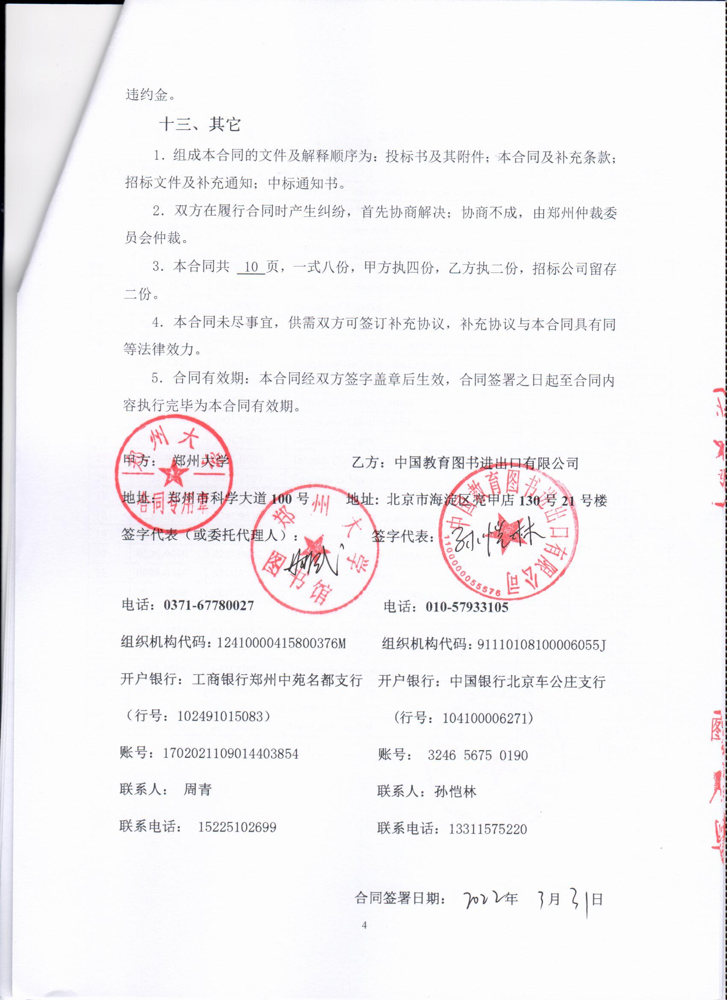 违约金。
十三、其它
1. 组成本合同的文件及解释顺序为：投标书及其附件；本合同及补充条款；
招标文件及补充通知；中标通知书。
2. 双方在履行合同时产生纠纷，首先协商解决；协商不成，由郑州仲裁委
员会仲裁。
3. 本合同共 10 页，一式八份，甲方执四份，乙方执二份，招标公司留存
二份。
4. 本合同未尽事宜，供需双方可签订补充协议，补充协议与本合同具有同
等法律效力。
5. 合同有效期：本合同经双方签字盖章后生效，合同签署之日起至合同内
容执行完毕为本合同有效期。
郑州大学
合同专用章
甲方： 郑州大学 乙方：中国教育图书进出口有限公司
地址： 郑州市科学大道 100 号 地址：北京市海淀区亮甲店 130 号 21 号楼
签字代表（或委托代理人）： 签字代表：孙恺林
郑州大学
图书馆
中国教育图书进出口有限公司
1100000055576
电话：0371-67780027 电话：010-57933105
组织机构代码：12410000415800376M 组织机构代码：91110108100006055J
开户银行：工商银行郑州中苑名都支行 开户银行：中国银行北京车公庄支行
（行号：102491015083） (行号：104100006271)
账号：1702021109014403854 账号： 3246 5675 0190
联系人： 周青 联系人：孙恺林
联系电话： 15225102699 联系电话：13311575220
合同签署日期： 2022年 3月31日
4